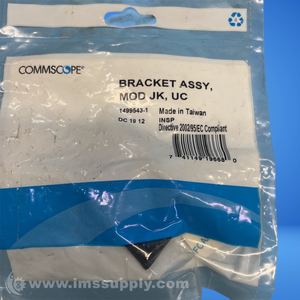 COMMSCOPE®
BRACKET ASSY,
MOD JK, UC
1499543-1 Made in Taiwan
DC 19 12 INSP
Directive 2002/95/EC Compliant
www.imssupply.com